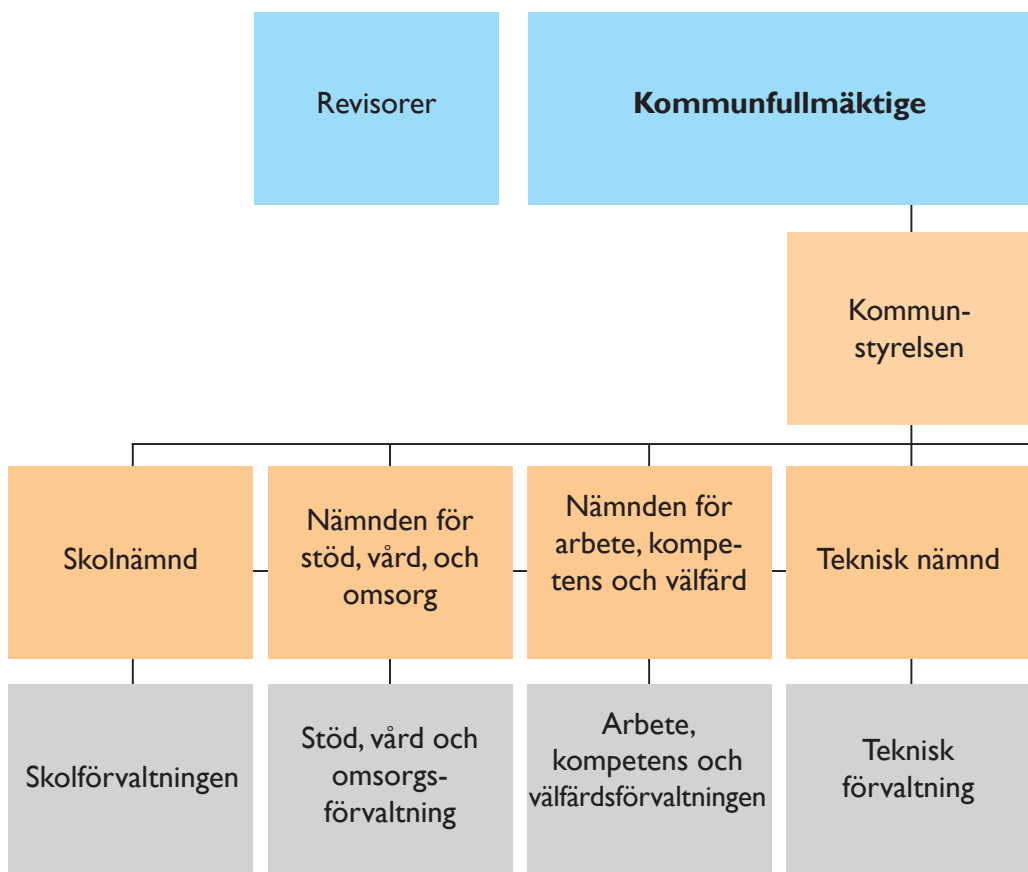 Revisorer
Kommunfullmäktige
Kommun-
styrelsen
Skolnämnd
Nämnden för
stöd, vård, och
omsorg
Nämnden för
arbete, kompe-
tens och välfärd
Teknisk nämnd
Skolförvaltningen
Stöd, vård och
omsorgs-
förvaltning
Arbete,
kompetens och
välfärdsförvaltningen
Teknisk
förvaltning